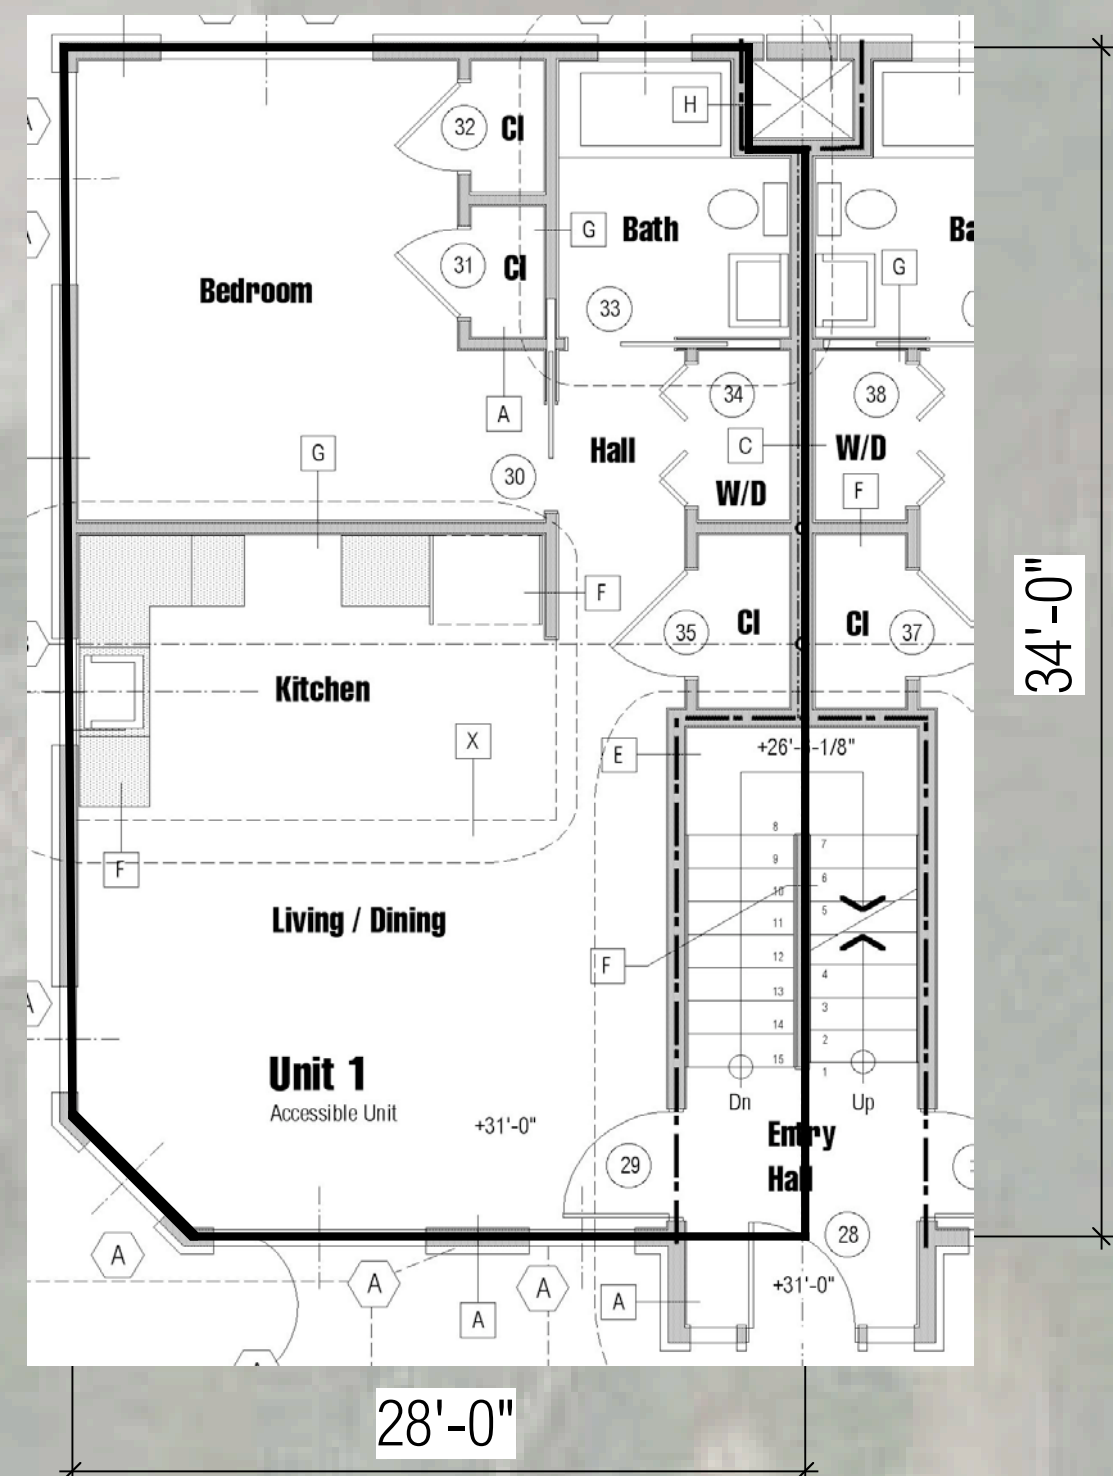 A
H
32
Cl
A
G
Bath
Ba
31
Cl
G
Bedroom
33
34
38
A
Hall
C
W/D
G
30
W/D
F
34'-0"
F
Cl
Cl
35
37
Kitchen
X
E
+26'- -1/8"
8
7
9
6
F
10
5
Living / Dining
11
12
F
4
13
3
14
2
Unit 1
15
1
Accessible Unit
+31'-0"
Dn
Up
Entry
29
Hall
28
A
A
A
+31'-0"
A
A
28'-0"